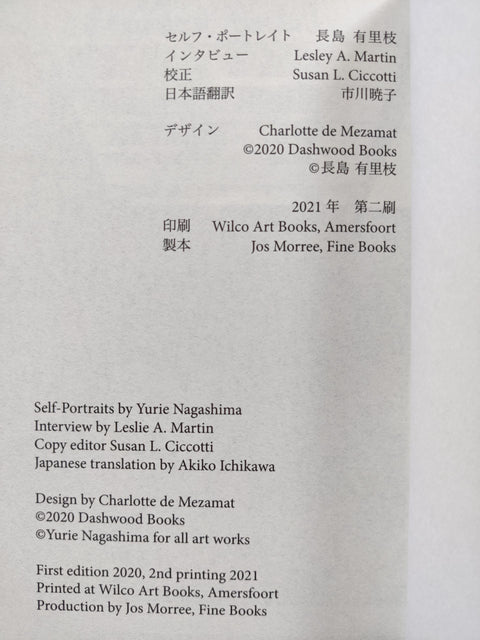 セルフ・ポートレイト 長島 有里枝
インタビュー Lesley A. Martin
校正 Susan L. Ciccotti
日本語翻訳 市川暁子
デザイン Charlotte de Mezamat
©2020 Dashwood Books
©長島 有里枝
2021年 第二刷
印刷 Wilco Art Books, Amersfoort
製本 Jos Morree, Fine Books
Self-Portraits by Yurie Nagashima
Interview by Leslie A. Martin
Copy editor Susan L. Ciccotti
Japanese translation by Akiko Ichikawa
Design by Charlotte de Mezamat
©2020 Dashwood Books
©Yurie Nagashima for all art works
First edition 2020, 2nd printing 2021
Printed at Wilco Art Books, Amersfoort
Production by Jos Morree, Fine Books